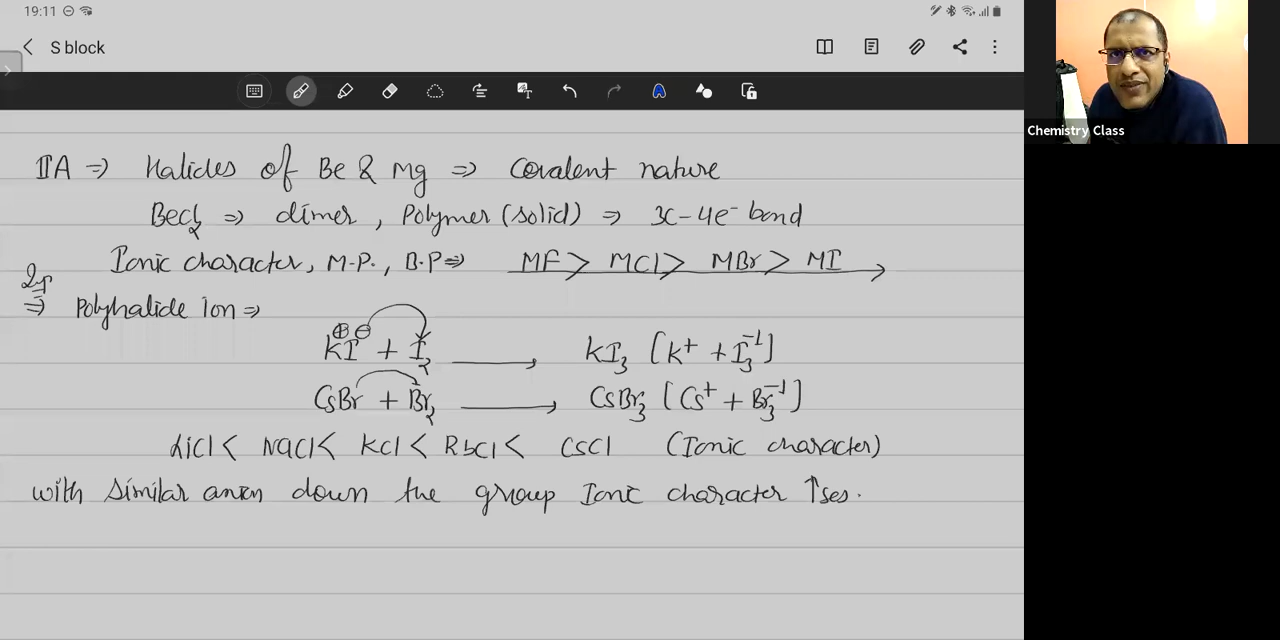 19:11
S block
Chemistry Class
IIA ⇒ Halides of Be & Mg ⇒ Covalent nature
BeCl₂ ⇒ dimer, Polymer (solid) ⇒ 3C-4e⁻ bond
Ionic character, M.P., B.P ⇒ MF > MCl > MBr > MI
Imp
⇒ Polyhalide ion ⇒
KI + I₂ ⟶ KI₃ [K⁺ + I₃⁻¹]
⊕ ⊖
CsBr + Br₂ ⟶ CsBr₃ [Cs⁺ + Br₃⁻¹]
LiCl < NaCl < KCl < RbCl < CsCl (Ionic character)
with Similar anion down the group Ionic character ↑ses.